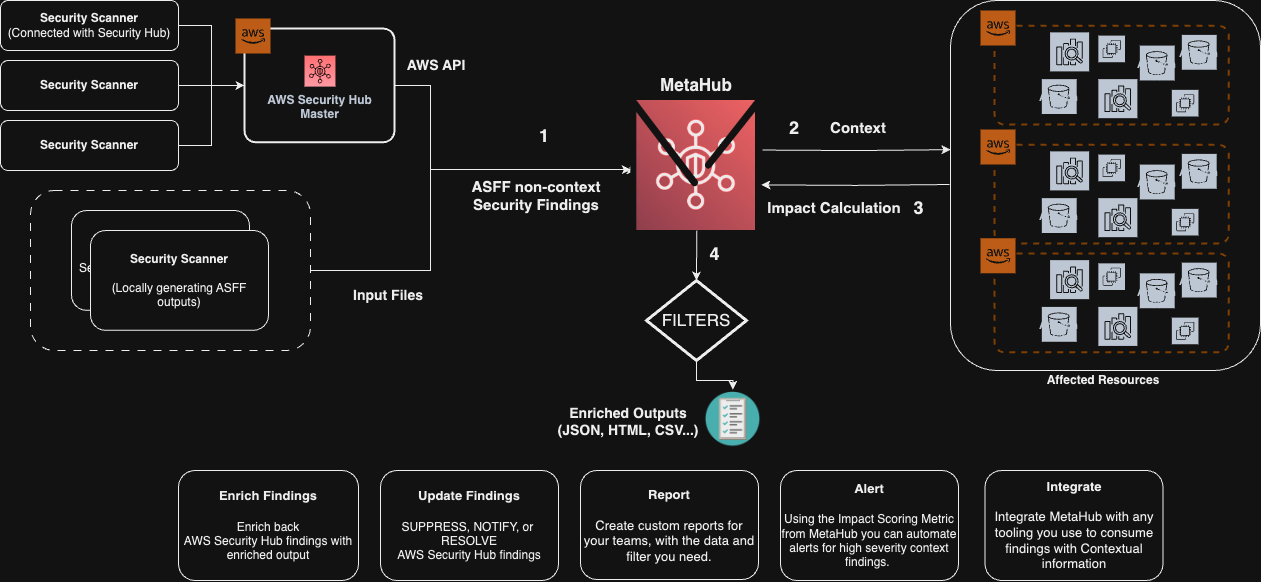 Security Scanner
(Connected with Security Hub)
Security Scanner
Security Scanner
aws
AWS Security Hub
Master
AWS API
Se
Security Scanner
(Locally generating ASFF
outputs)
Input Files
1
ASFF non-context
Security Findings
MetaHub
2 Context
Impact Calculation 3
4
FILTERS
Enriched Outputs
(JSON, HTML, CSV...)
aws
aws
aws
Affected Resources
Enrich Findings
Enrich back
AWS Security Hub findings with
enriched output
Update Findings
SUPPRESS, NOTIFY, or
RESOLVE
AWS Security Hub findings
Report
Create custom reports for
your teams, with the data and
filter you need.
Alert
Using the Impact Scoring Metric
from MetaHub you can automate
alerts for high severity context
findings.
Integrate
Integrate MetaHub with any
tooling you use to consume
findings with Contextual
information